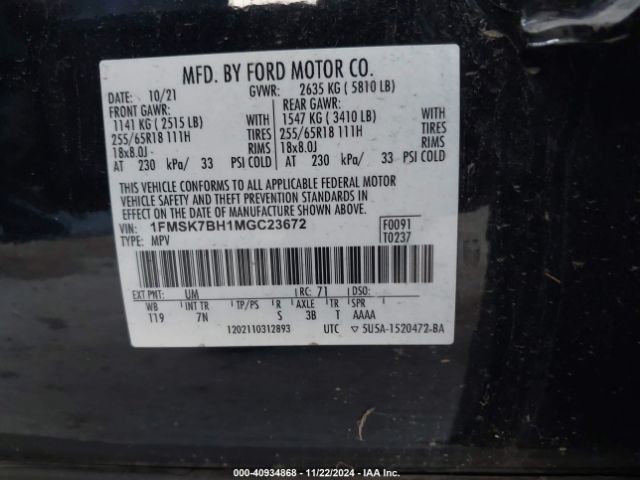 MFD. BY FORD MOTOR CO.
DATE: 10/21 GVWR: 2635 KG ( 5810 LB)
FRONT GAWR: REAR GAWR:
1141 KG ( 2515 LB) WITH 1547 KG ( 3410 LB) WITH
255/65R18 111H TIRES 255/65R18 111H TIRES
18x8.0J - RIMS 18x8.0J RIMS
AT 230 kPa/ 33 PSI COLD AT 230 kPa/ 33 PSI COLD
THIS VEHICLE CONFORMS TO ALL APPLICABLE FEDERAL MOTOR
VEHICLE SAFETY AND THEFT PREVENTION STANDARDS IN
EFFECT ON THE DATE OF MANUFACTURE SHOWN ABOVE.
VIN: 1FMSK7BH1MGC23672 F0091
TYPE: MPV T0237
EXT PNT: UM RC: 71 DSO:
WB INT TR TP/PS R AXLE TR SPR
119 7N S 3B T AAAA
1202110312893 UTC ▽ 5U5A-1520472-BA
© COPART - 40934868 - 11/22/2024 - IAA Sales, Inc.